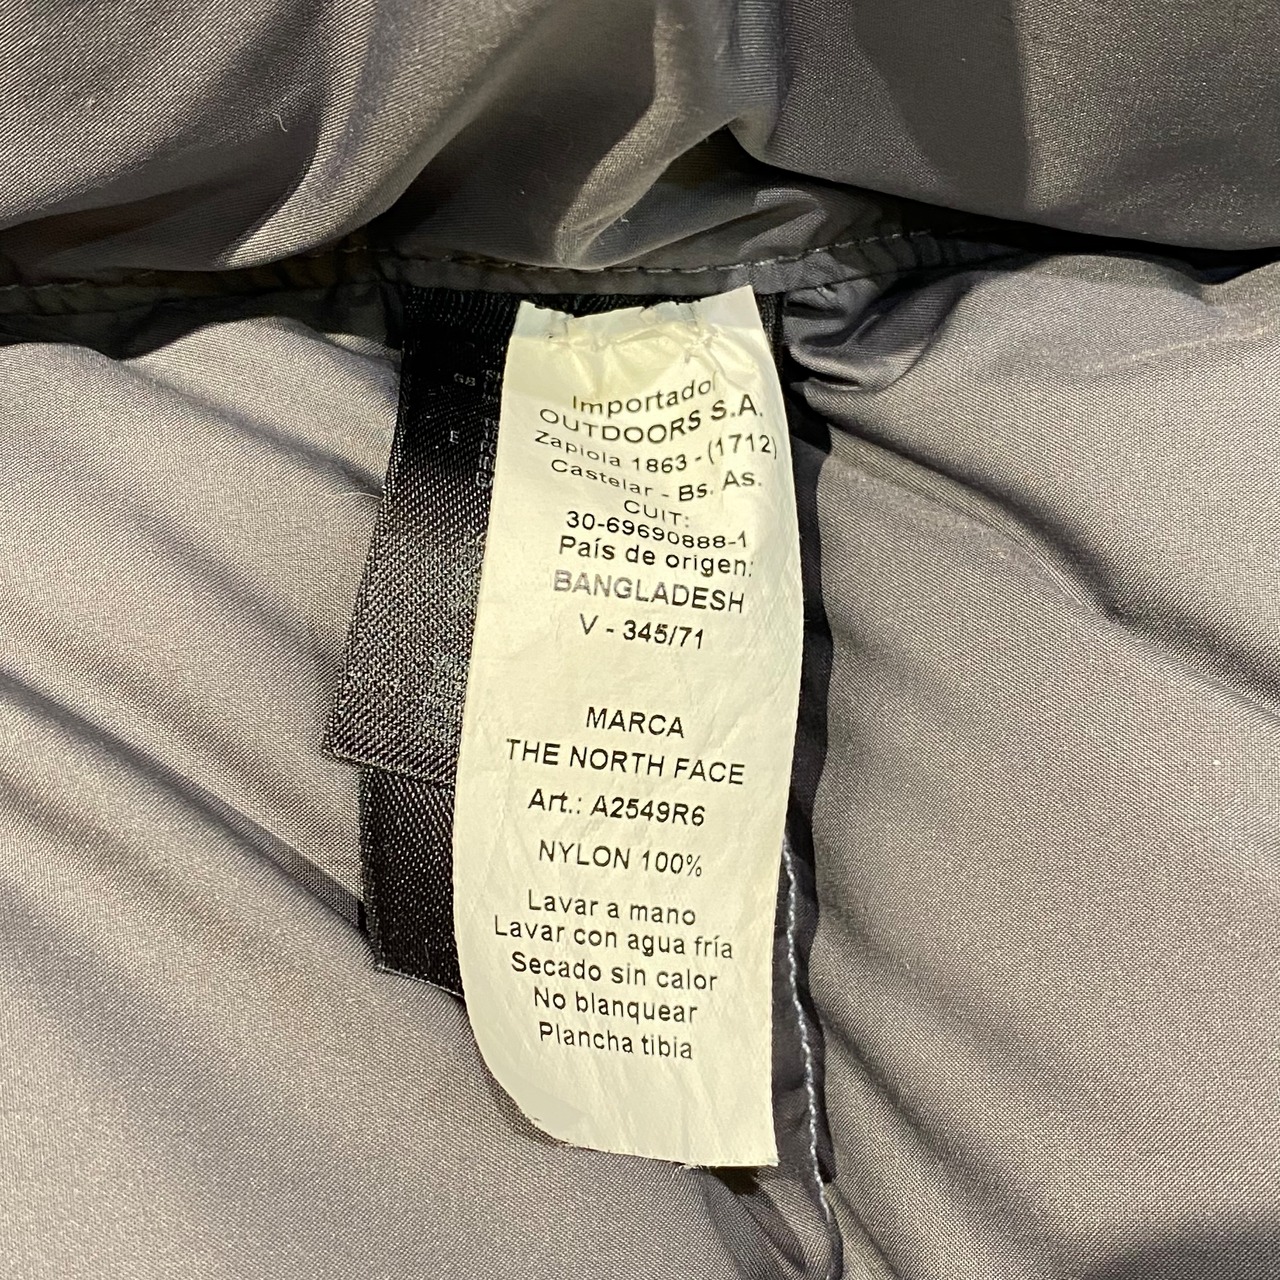 Importado
OUTDOORS S.A.
Zapiola 1863 - (1712)
Castelar - Bs. As.
CUIT:
30-69690888-1
País de origen:
BANGLADESH
V - 345/71
MARCA
THE NORTH FACE
Art.: A2549R6
NYLON 100%
Lavar a mano
Lavar con agua fría
Secado sin calor
No blanquear
Plancha tibia
GB
E